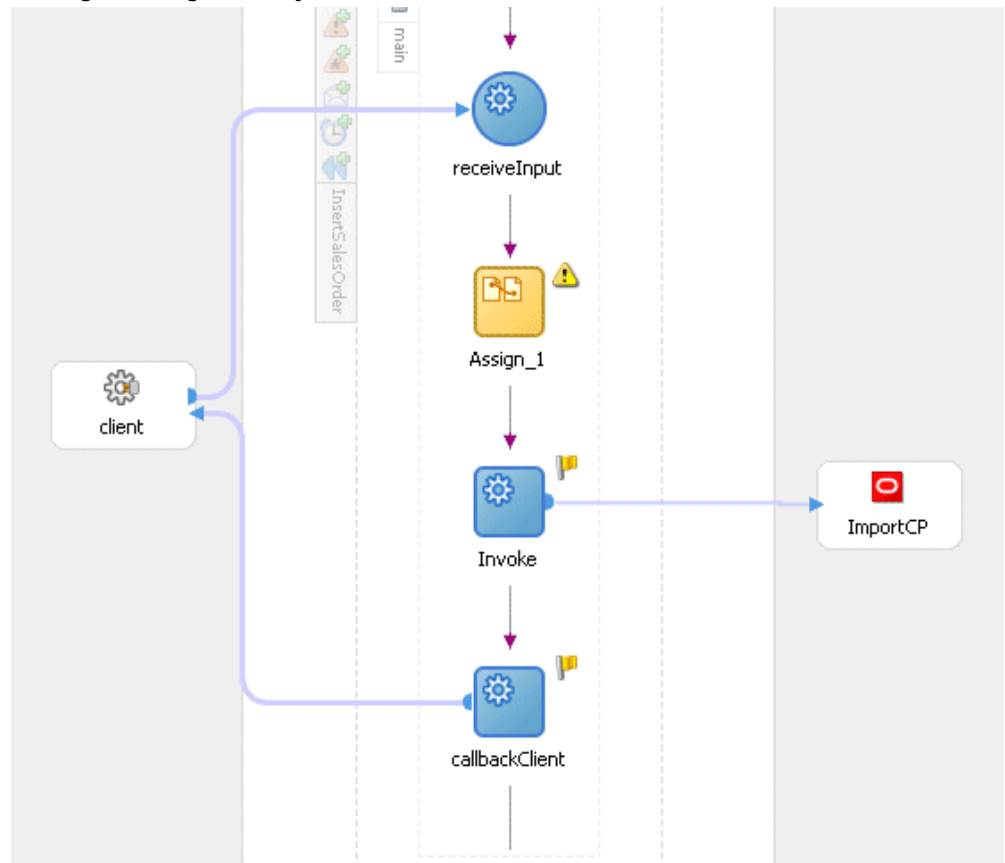 main
receiveInput
InsertSalesOrder
Assign_1
client
Invoke
ImportCP
callbackClient